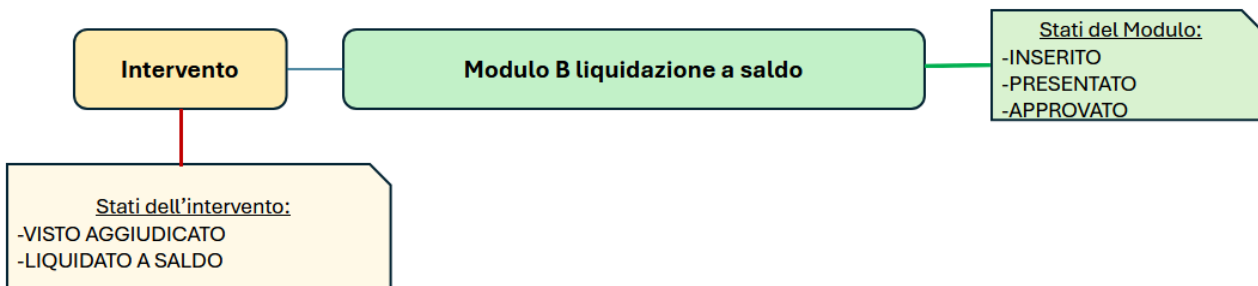 Intervento
Modulo B liquidazione a saldo
Stati del Modulo:
-INSERITO
-PRESENTATO
-APPROVATO
Stati dell’intervento:
-VISTO AGGIUDICATO
-LIQUIDATO A SALDO